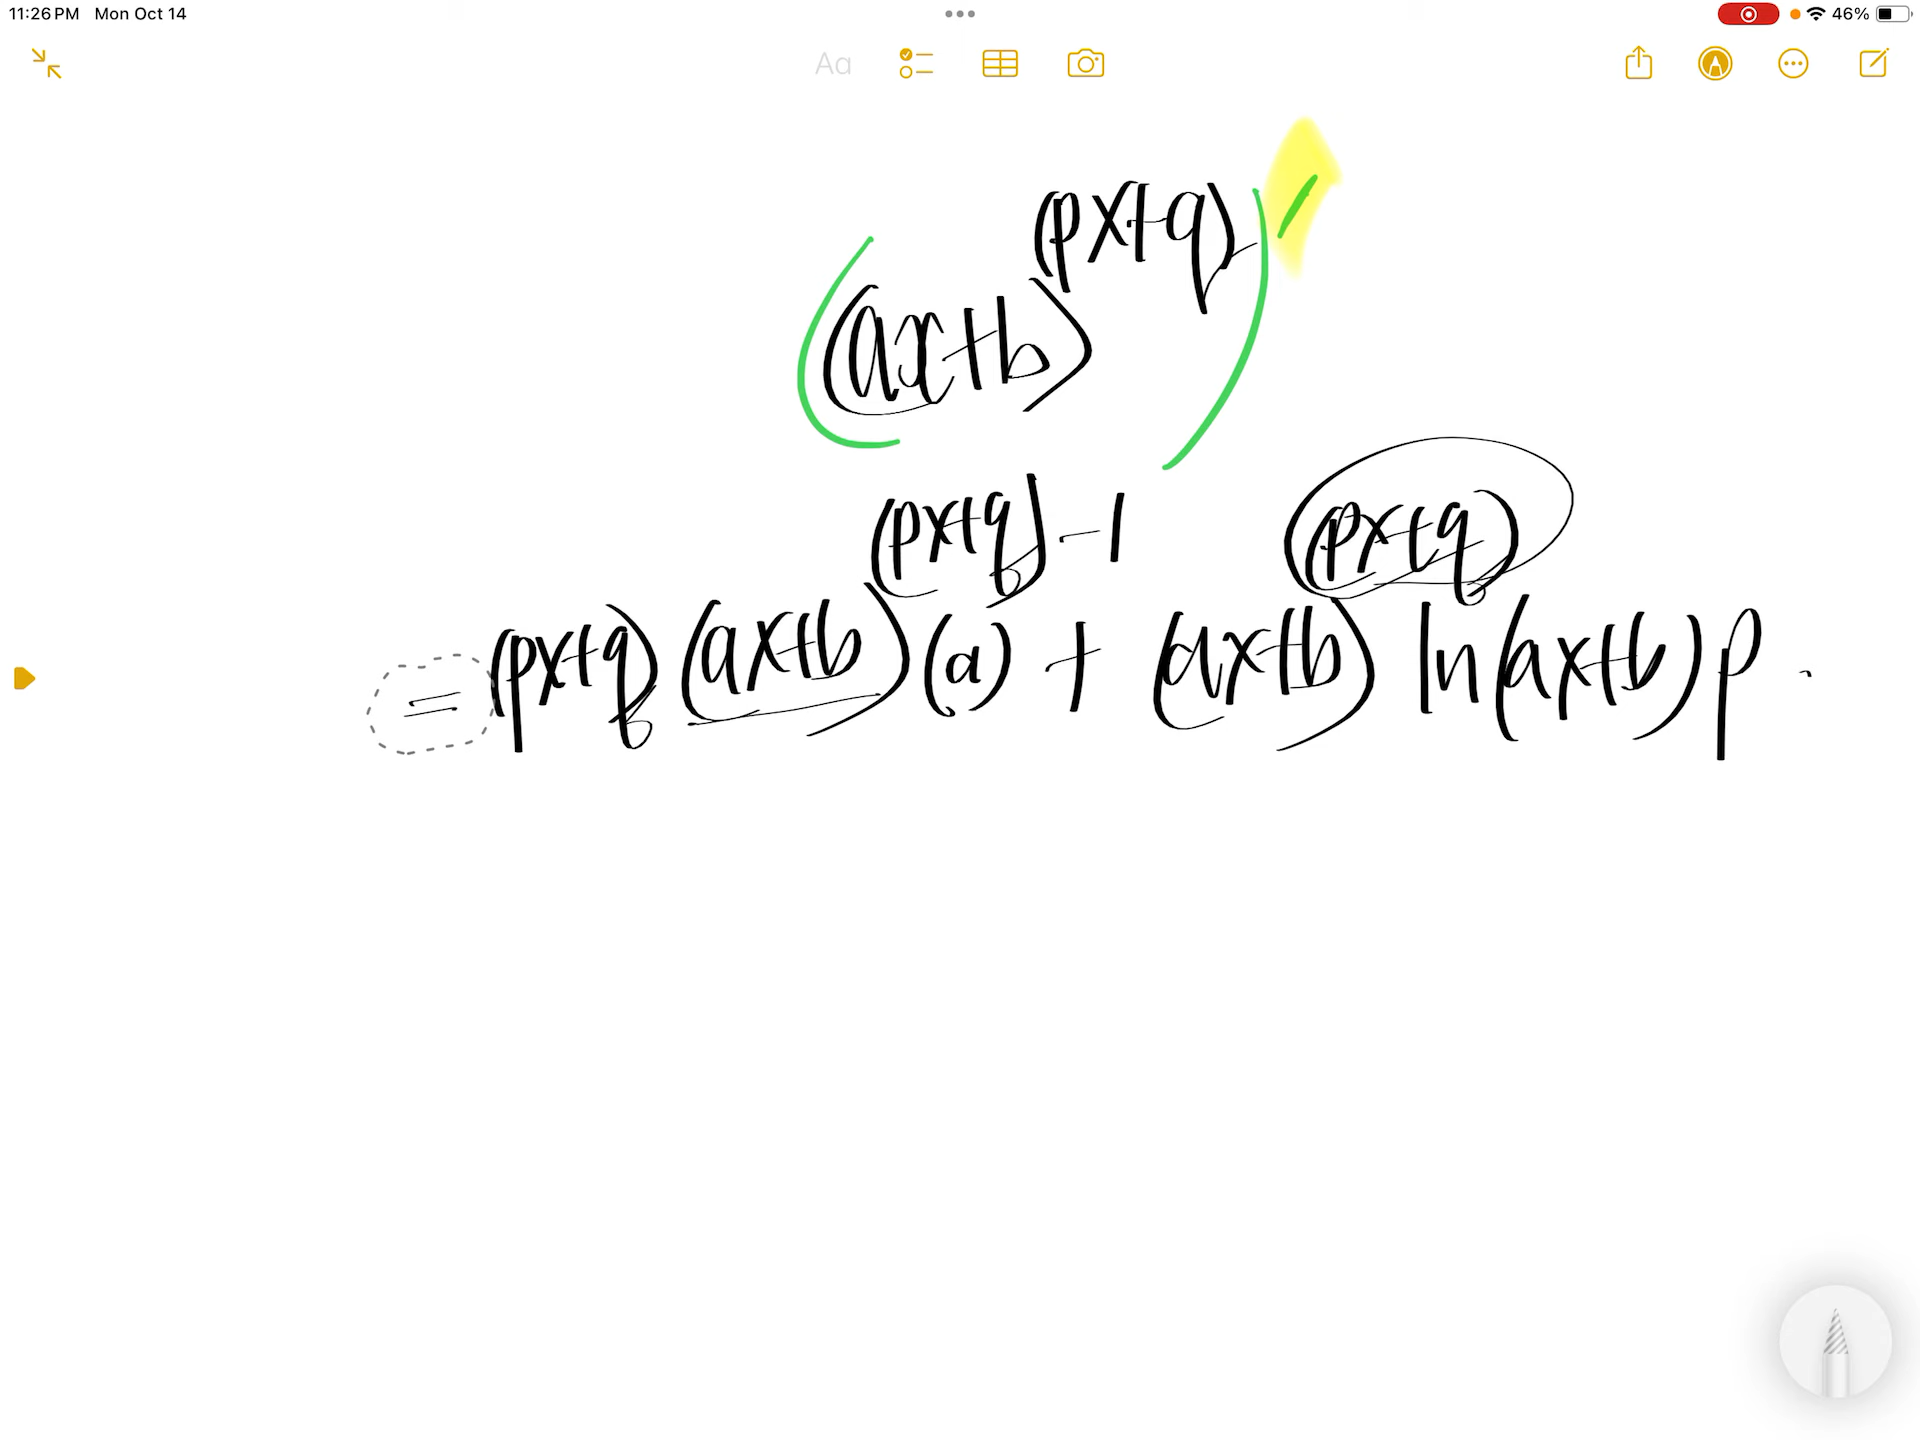 11:26 PM Mon Oct 14 46%
Aa
((ax+b)^(px+q))′
= (px+q)(ax+b)^(px+q)-1 (a) + (ax+b)^(px+q) ln(ax+b) p .